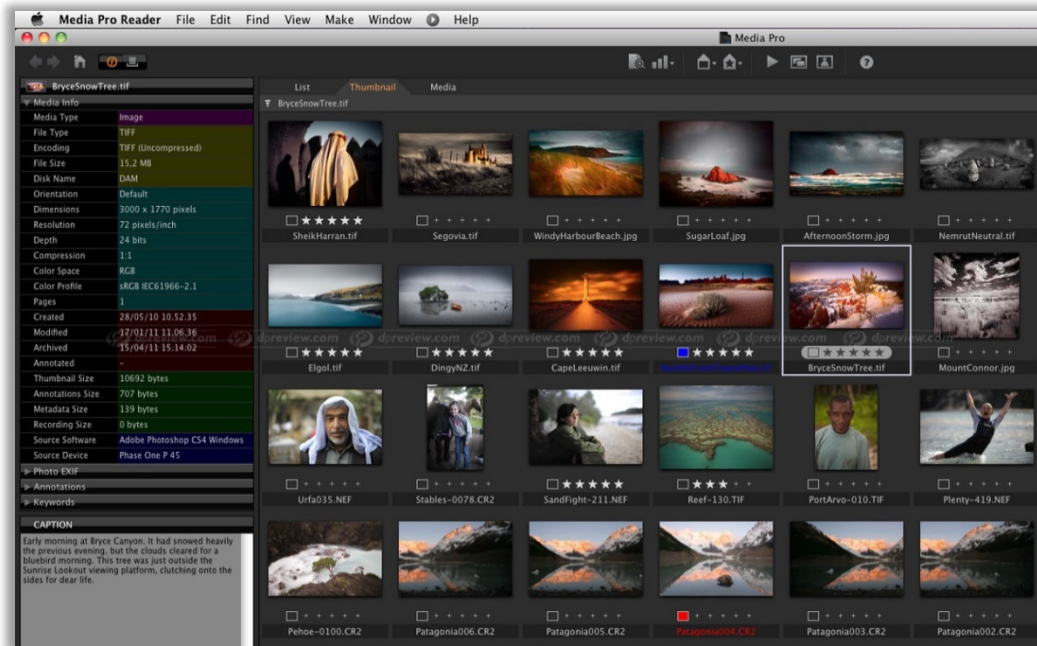 Media Pro Reader File Edit Find View Make Window Help
Media Pro
BryceSnowTree.tif
List Thumbnail Media
Media Info
BryceSnowTree.tif
Media Type Image
File Type TIFF
Encoding TIFF (Uncompressed)
File Size 15,2 MB
Disk Name DAM
Orientation Default
Dimensions 3000 x 1770 pixels
Resolution 72 pixels/inch
Depth 24 bits
Compression 1:1
Color Space RGB
Color Profile sRGB IEC61966-2.1
Pages 1
Created 28/05/10 10.52.35
Modified 17/01/11 11.06.36
Archived 15/04/11 15.14.02
Annotated -
Thumbnail Size 10692 bytes
Annotations Size 707 bytes
Metadata Size 139 bytes
Recording Size 0 bytes
Source Software Adobe Photoshop CS4 Windows
Source Device Phase One P 45
Photo EXIF
Annotations
Keywords
CAPTION
Early morning at Bryce Canyon. It had snowed heavily
the previous evening, but the clouds cleared for a
bluebird morning. This tree was just outside the
Sunrise Lookout viewing platform, clutching onto the
sides for dear life.
SheikHarran.tif Segovia.tif WindyHarbourBeach.jpg SugarLoaf.jpg AfternoonStorm.jpg NemrutNeutral.tif
dpreview.com dpreview.com dpreview.com dpreview.com dpreview.com
Elgol.tif DingyNZ.tif CapeLeeuwin.tif BryceSnowTree.tif MountConnor.jpg
Urfa035.NEF Stables-0078.CR2 SandFight-211.NEF Reef-130.TIF PortArvo-010.TIF Plenty-419.NEF
Pehoe-0100.CR2 Patagonia006.CR2 Patagonia005.CR2 Patagonia004.CR2 Patagonia003.CR2 Patagonia002.CR2